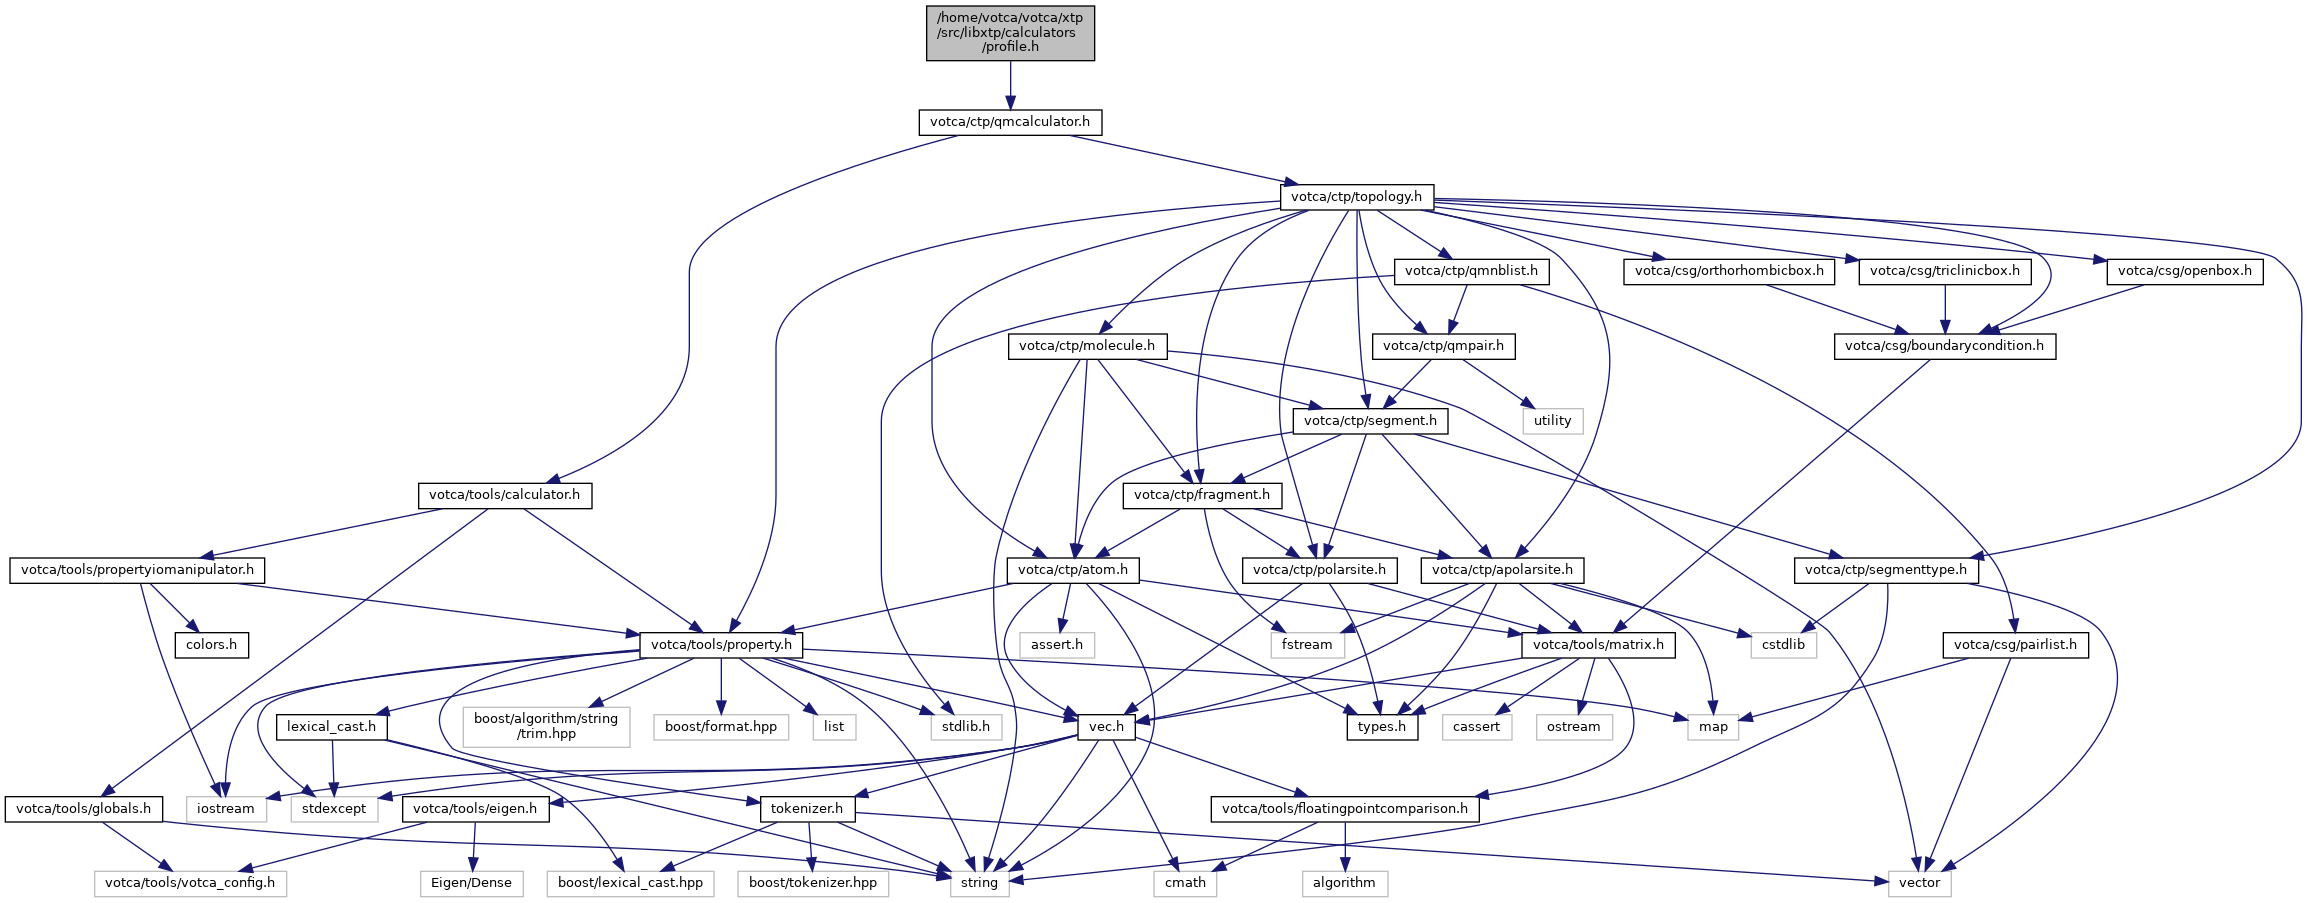 /home/votca/votca/xtp
/src/libxtp/calculators
/profile.h
votca/ctp/qmcalculator.h
votca/ctp/topology.h
votca/ctp/qmnblist.h
votca/csg/orthorhombicbox.h
votca/csg/triclinicbox.h
votca/csg/openbox.h
votca/ctp/molecule.h
votca/ctp/qmpair.h
votca/csg/boundarycondition.h
votca/ctp/segment.h
utility
votca/tools/calculator.h
votca/ctp/fragment.h
votca/tools/propertyiomanipulator.h
votca/ctp/atom.h
votca/ctp/polarsite.h
votca/ctp/apolarsite.h
votca/ctp/segmenttype.h
colors.h
votca/tools/property.h
assert.h
fstream
votca/tools/matrix.h
cstdlib
votca/csg/pairlist.h
lexical_cast.h
boost/algorithm/string
/trim.hpp
boost/format.hpp
list
stdlib.h
vec.h
types.h
cassert
ostream
map
votca/tools/globals.h
iostream
stdexcept
votca/tools/eigen.h
tokenizer.h
votca/tools/floatingpointcomparison.h
votca/tools/votca_config.h
Eigen/Dense
boost/lexical_cast.hpp
boost/tokenizer.hpp
string
cmath
algorithm
vector